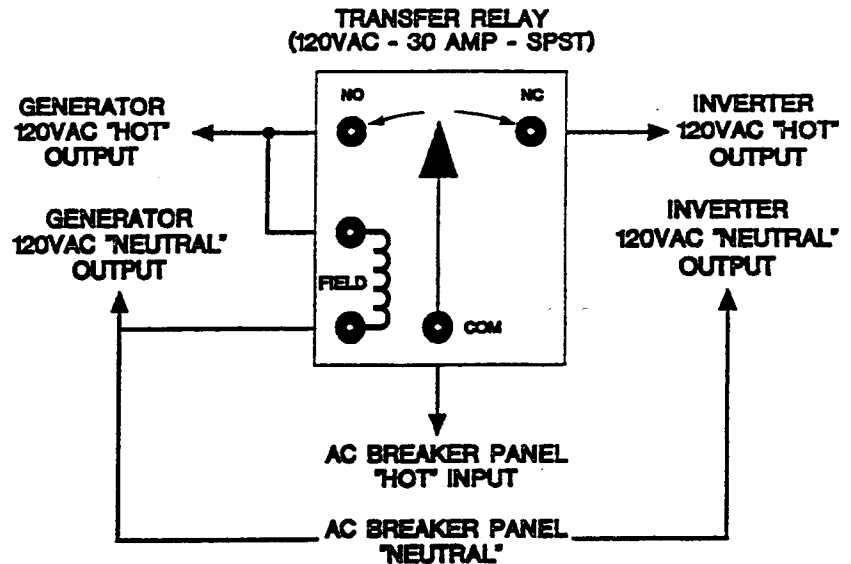 TRANSFER RELAY
(120VAC - 30 AMP - SPST)
NO
NC
GENERATOR
120VAC "HOT"
OUTPUT
INVERTER
120VAC "HOT"
OUTPUT
GENERATOR
120VAC "NEUTRAL"
OUTPUT
INVERTER
120VAC "NEUTRAL"
OUTPUT
FIELD
COM
AC BREAKER PANEL
"HOT" INPUT
AC BREAKER PANEL
"NEUTRAL"